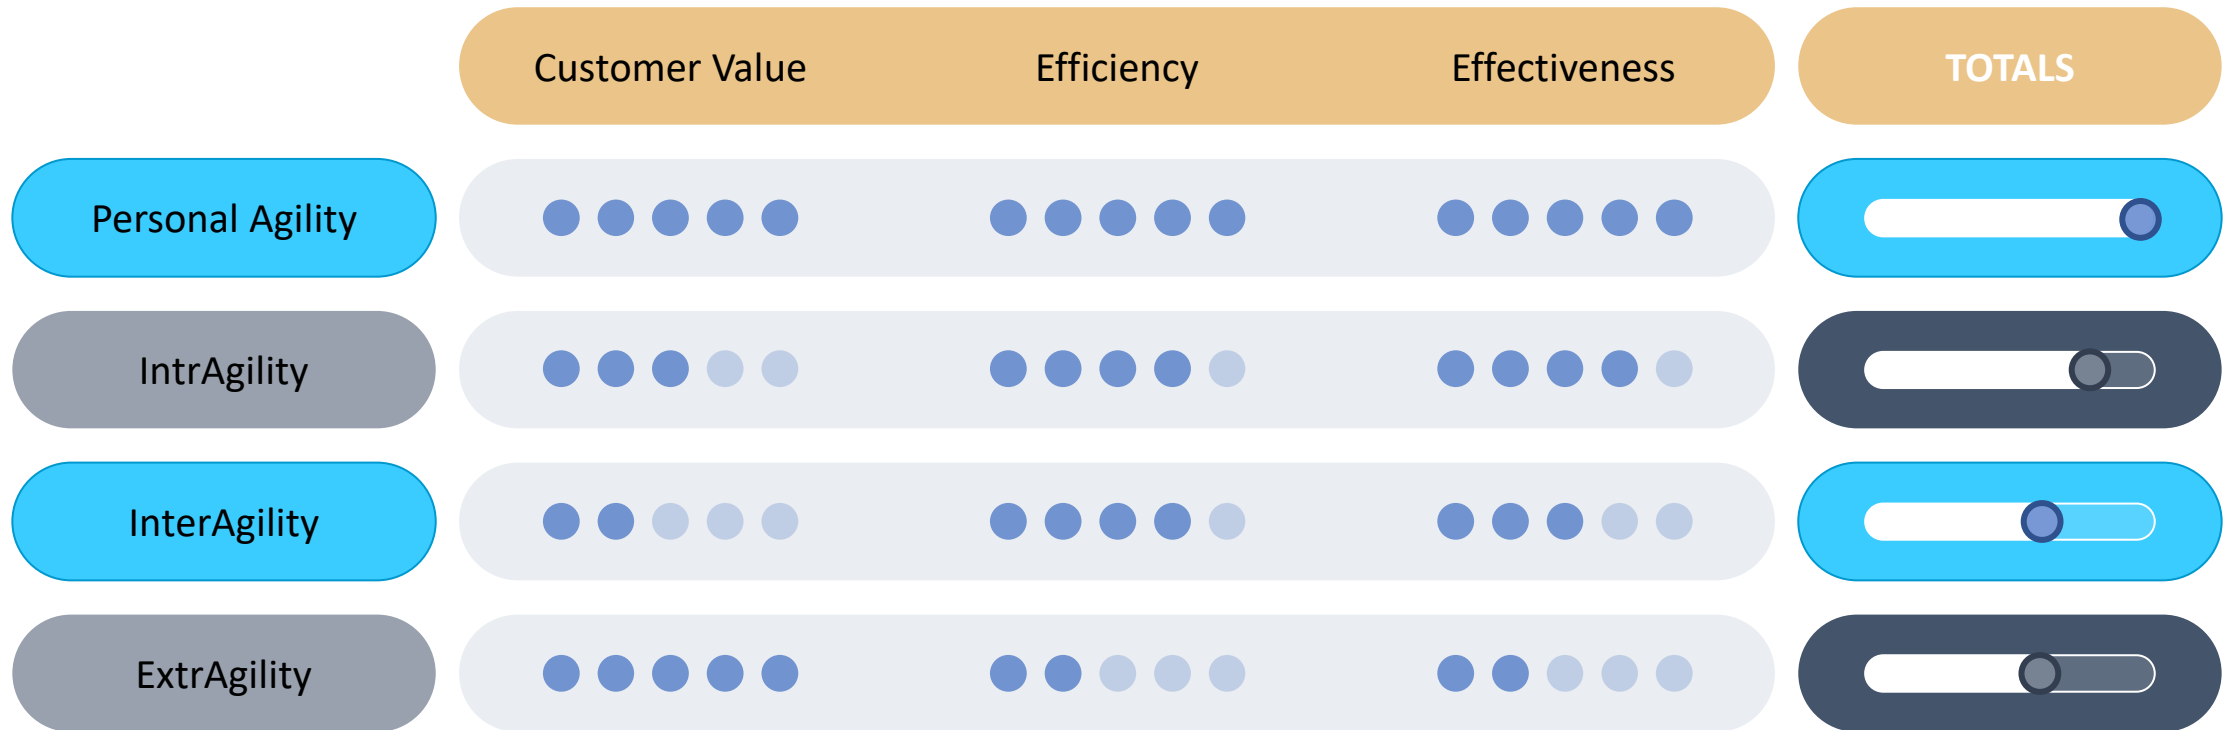 Customer Value Efficiency Effectiveness TOTALS
Personal Agility
IntrAgility
InterAgility
ExtrAgility